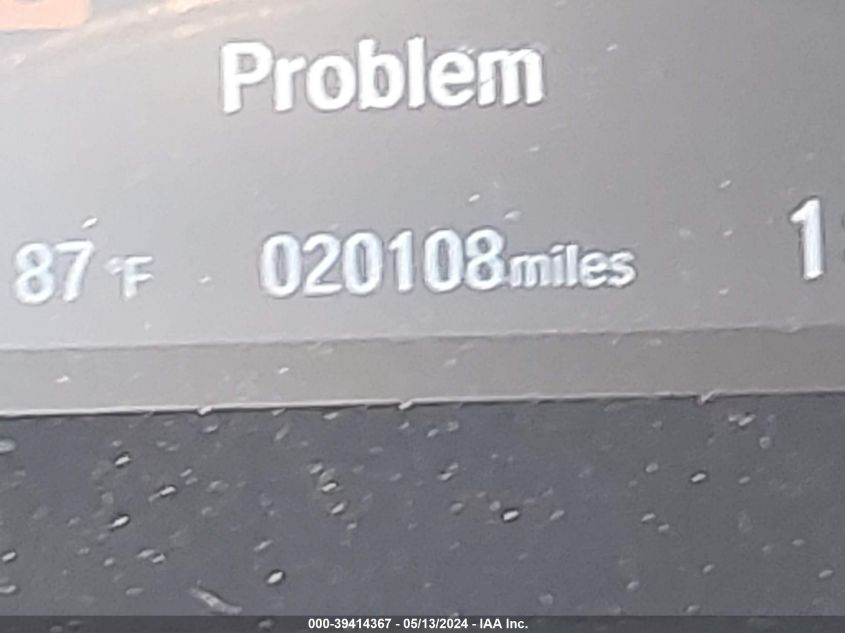 Problem
87 °F 020108 miles 1
000-39414367 - 05/13/2024 - IAA Inc.